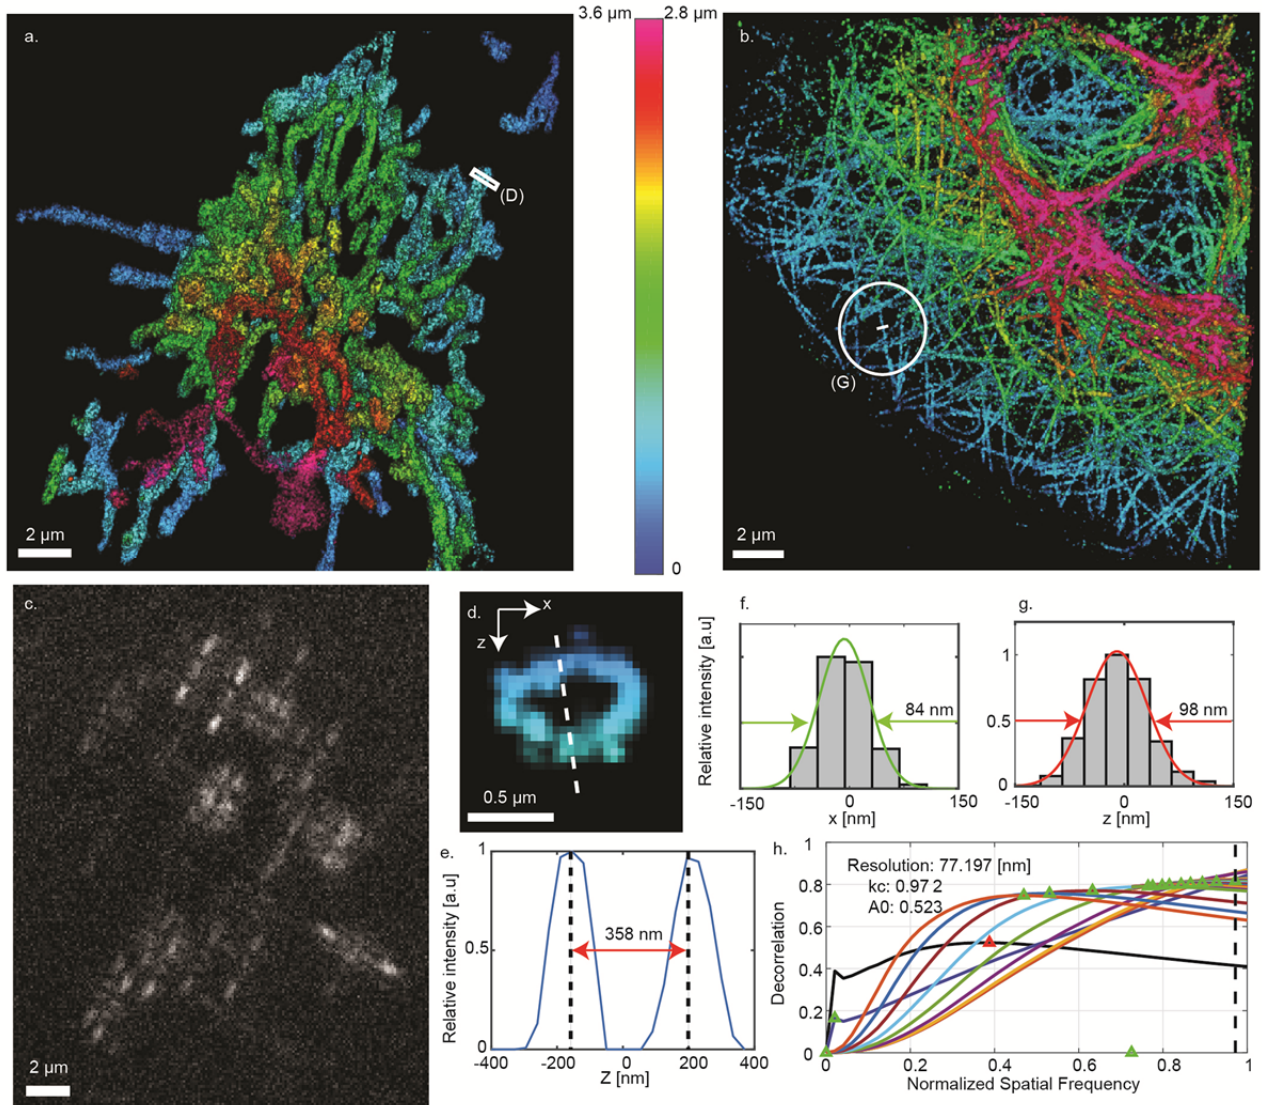 a.
(D)
2 µm
3.6 µm
2.8 µm
0
b.
(G)
2 µm
c.
2 µm
d.
x
z
0.5 µm
e.
Relative intensity [a.u]
1
0.5
0
358 nm
-400
-200
0
200
400
Z [nm]
f.
Relative intensity [a.u]
84 nm
-150
0
150
x [nm]
g.
1
0.5
0
98 nm
-150
0
150
z [nm]
h.
Decorrelation
1
0.8
0.6
0.4
0.2
0
Resolution: 77.197 [nm]
kc: 0.97 2
A0: 0.523
0
0.2
0.4
0.6
0.8
1
Normalized Spatial Frequency